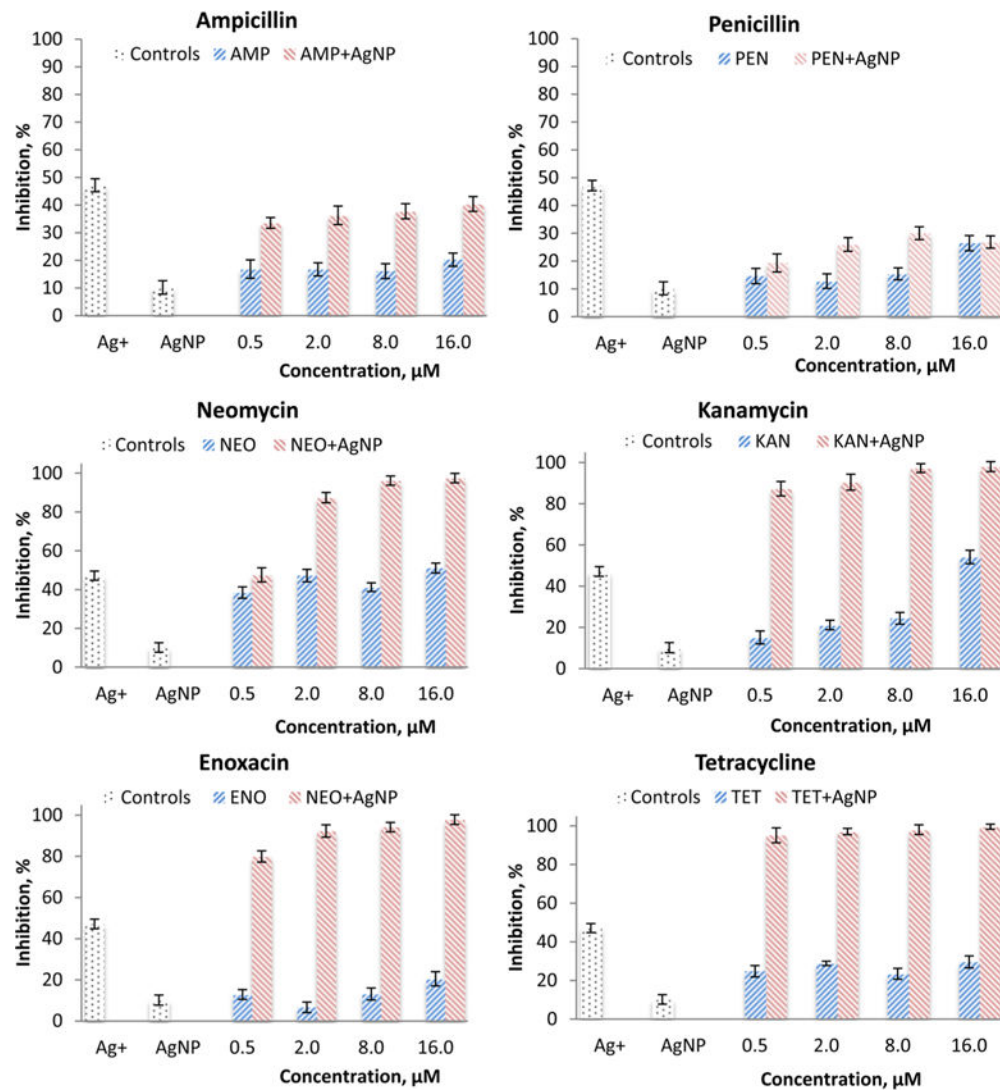 Ampicillin
Controls AMP AMP+AgNP
Inhibition, %
100
90
80
70
60
50
40
30
20
10
0
Ag+ AgNP 0.5 2.0 8.0 16.0
Concentration, μM
Penicillin
Controls PEN PEN+AgNP
Inhibition, %
100
90
80
70
60
50
40
30
20
10
0
Ag+ AgNP 0.5 2.0 8.0 16.0
Concentration, μM
Neomycin
Controls NEO NEO+AgNP
Inhibition, %
100
80
60
40
20
0
Ag+ AgNP 0.5 2.0 8.0 16.0
Concentration, μM
Kanamycin
Controls KAN KAN+AgNP
Inhibition, %
100
80
60
40
20
0
Ag+ AgNP 0.5 2.0 8.0 16.0
Concentration, μM
Enoxacin
Controls ENO NEO+AgNP
Inhibition, %
100
80
60
40
20
0
Ag+ AgNP 0.5 2.0 8.0 16.0
Concentration, μM
Tetracycline
Controls TET TET+AgNP
Inhibition, %
100
80
60
40
20
0
Ag+ AgNP 0.5 2.0 8.0 16.0
Concentration, μM